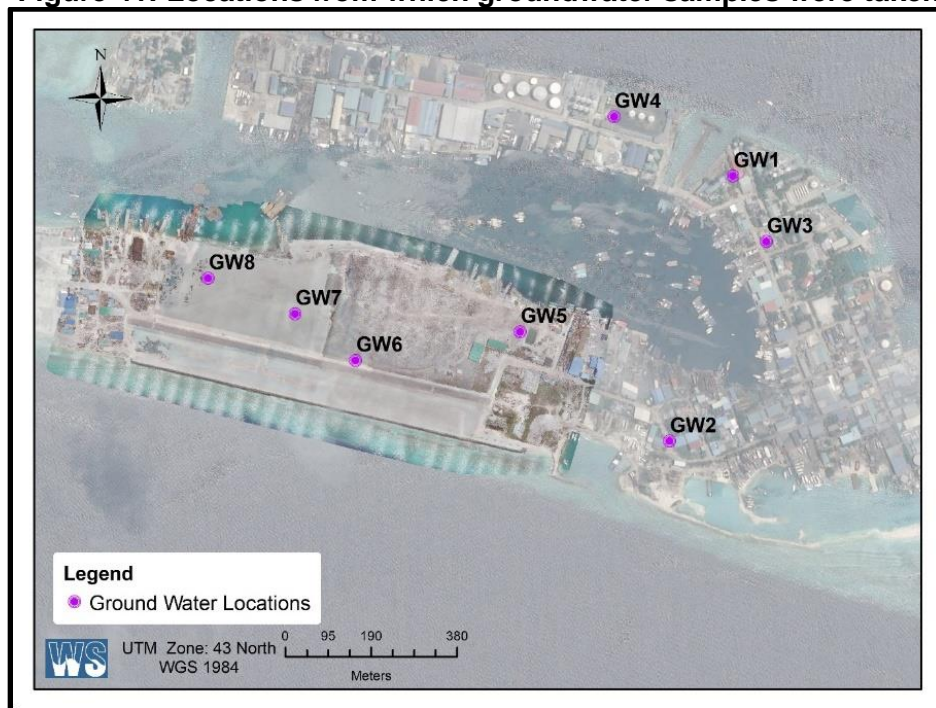 Figure 11: Locations from which groundwater samples were taken
N
GW4
GW1
GW3
GW8
GW7
GW5
GW6
GW2
Legend
Ground Water Locations
WS
UTM Zone: 43 North
WGS 1984
0 95 190 380
Meters